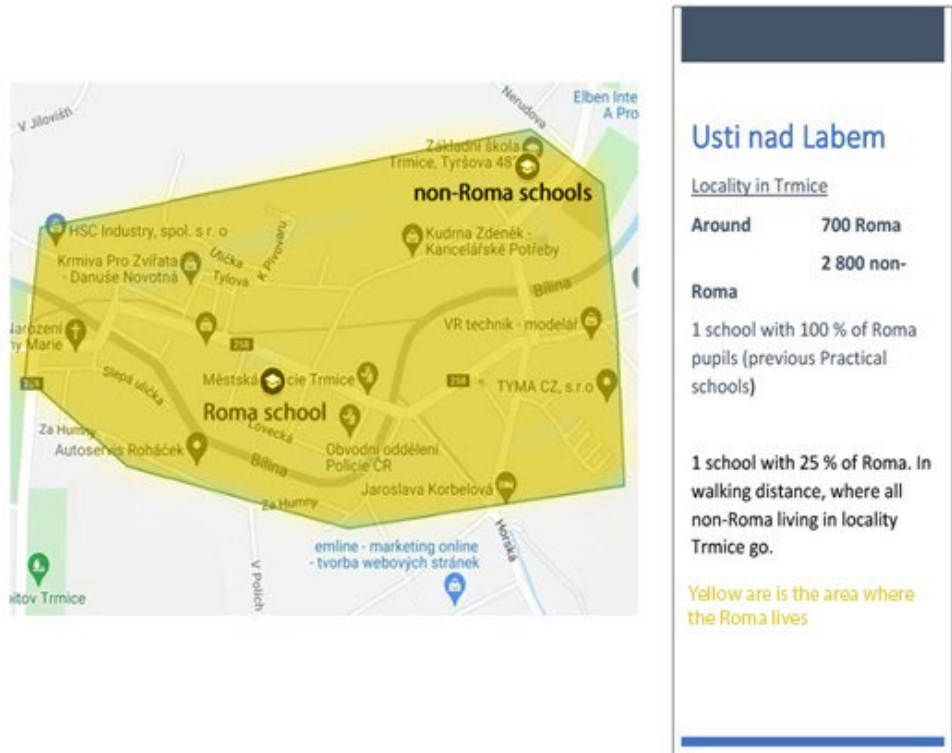 V Jilovišti
Nerudova
Elben Inte
A Pro
Základní škola
Trmice, Tyršova 48
non-Roma schools
HSC Industry, spol. s r. o
Ulička
K Pivovaru
Kudrna Zdeněk -
Kancelářské Potřeby
Krmiva Pro Zvířata
- Danuše Novotná
Tylova
Bílina
Narození
ny Marie
VR technik - modelář
258
Městská cie Trmice
258
TYMA CZ, s.r.o
Slepá ulička
Roma school
Za Humny
Lovecká
Autoservis Roháček
Obvodní oddělení
Policie ČR
Bílina
Jaroslava Korbelová
Za Humny
Horská
emline - marketing online
- tvorba webových stránek
V Polích
itov Trmice
Usti nad Labem
Locality in Trmice
Around 700 Roma
2 800 non-
Roma
1 school with 100 % of Roma
pupils (previous Practical
schools)
1 school with 25 % of Roma. In
walking distance, where all
non-Roma living in locality
Trmice go.
Yellow are is the area where
the Roma lives